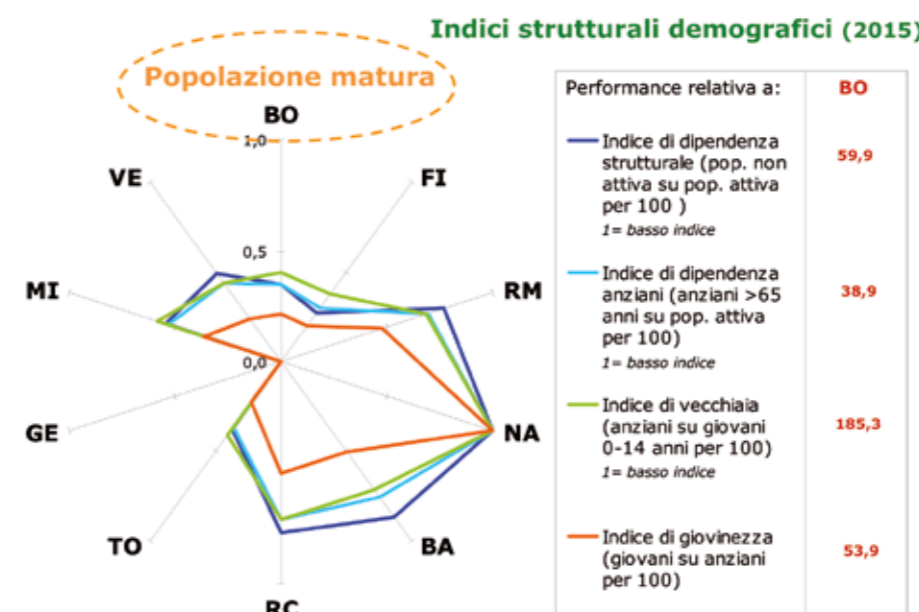 Indici strutturali demografici (2015)
Popolazione matura
BO
1,0
VE
FI
0,5
MI
RM
0,0
GE
NA
TO
BA
RC
Performance relativa a:
BO
Indice di dipendenza
strutturale (pop. non
attiva su pop. attiva
per 100 )
1= basso indice
59,9
Indice di dipendenza
anziani (anziani >65
anni su pop. attiva
per 100)
1= basso indice
38,9
Indice di vecchiaia
(anziani su giovani
0-14 anni per 100)
1= basso indice
185,3
Indice di giovinezza
(giovani su anziani
per 100)
53,9